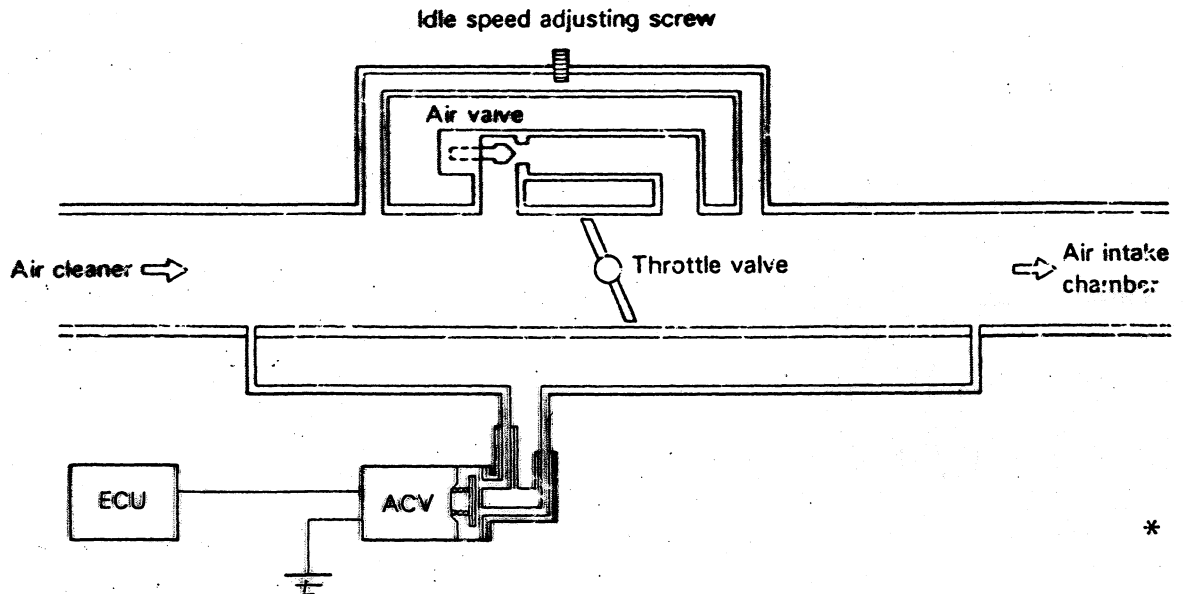 Idle speed adjusting screw
Air valve
Air cleaner
Throttle valve
Air intake
chamber
ECU
ACV
*